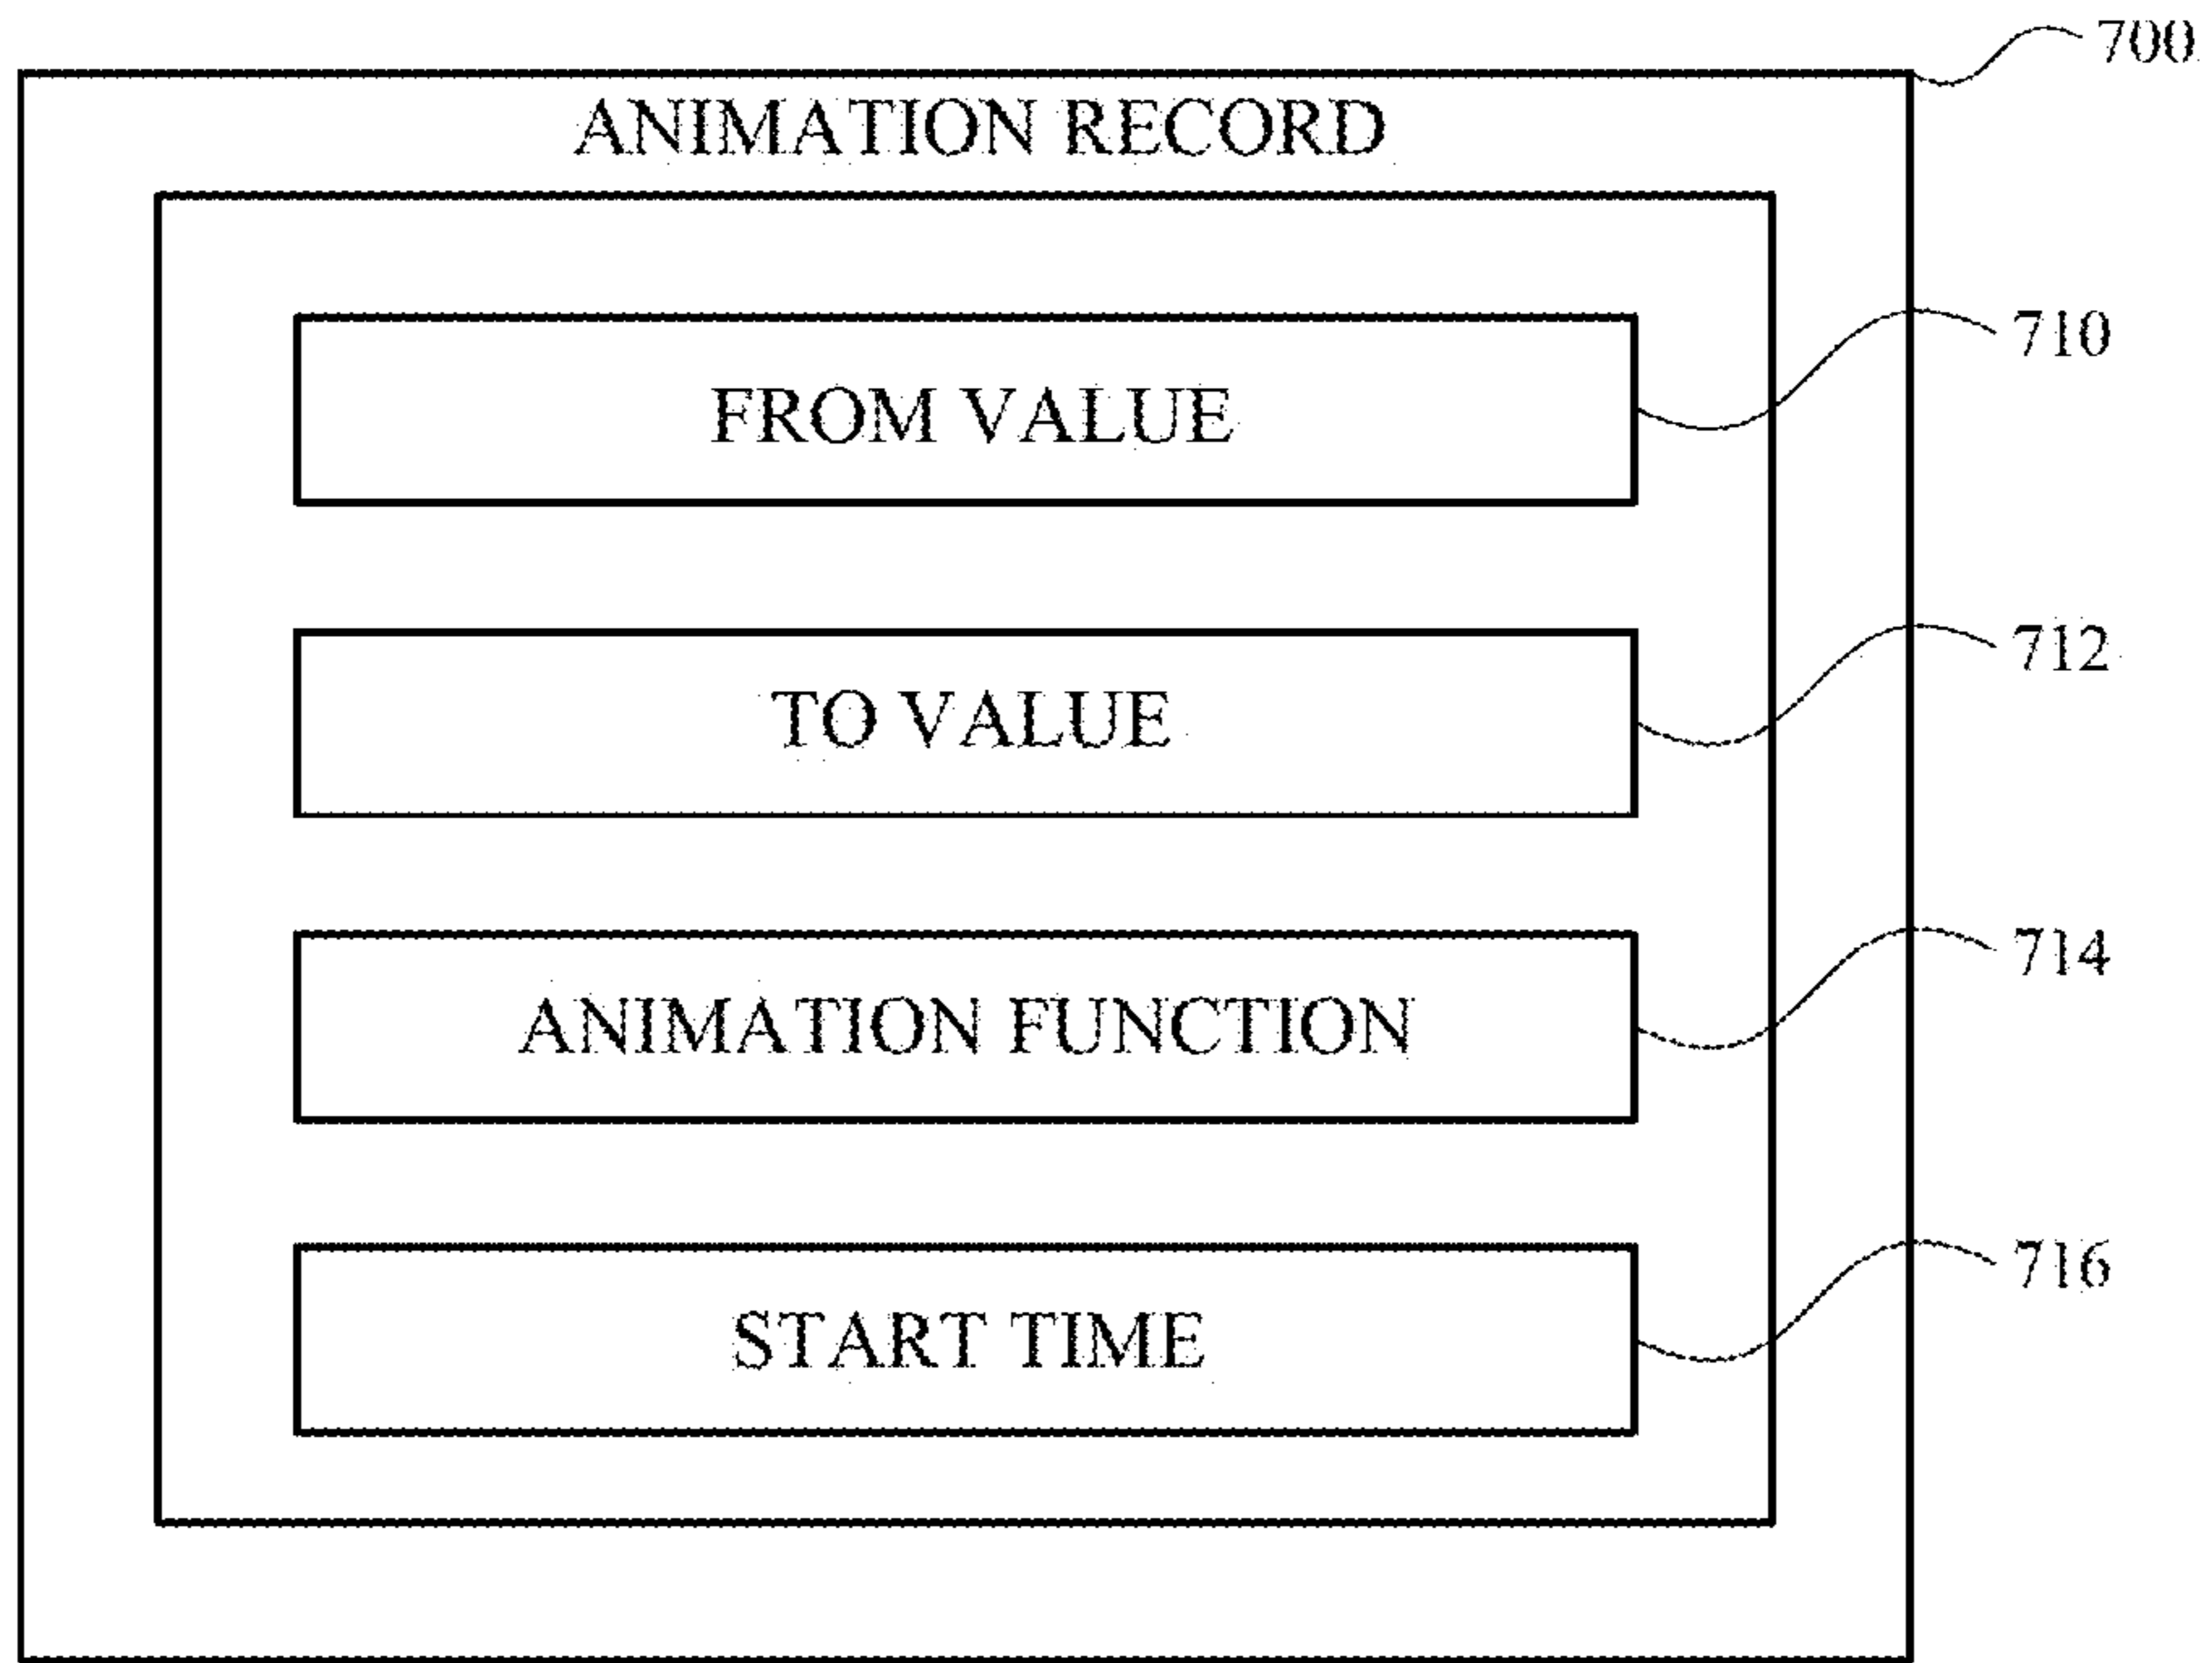 700
ANIMATION RECORD
FROM VALUE
710
TO VALUE
712
ANIMATION FUNCTION
714
START TIME
716